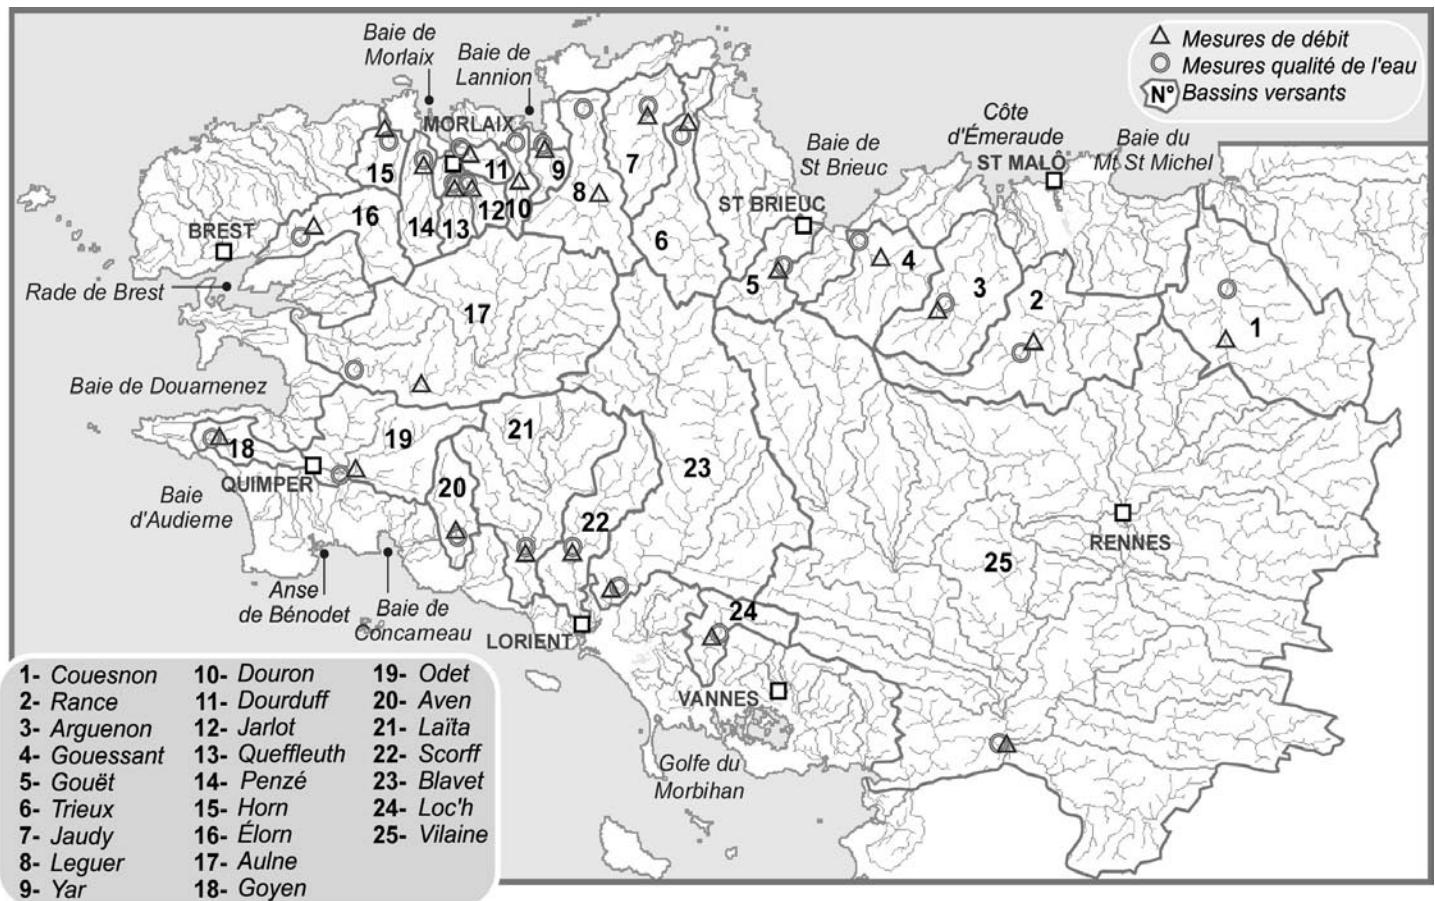 Baie de
Morlaix
Baie de
Lannion
Mesures de débit
Mesures qualité de l'eau
N° Bassins versants
MORLAIX
Côte
d'Émeraude
ST MALÔ
Baie du
Mt St Michel
Baie de
St Brieuc
ST BRIEUC
BREST
Rade de Brest
15
16
14
13
12
11
10
9
8
7
6
5
4
3
2
1
17
Baie de Douarnenez
18
19
20
21
22
23
24
25
QUIMPER
Baie
d'Audierne
Anse
de Bénodet
Baie de
Concarneau
LORIENT
VANNES
RENNES
Golfe du
Morbihan
1- Couesnon
2- Rance
3- Arguenon
4- Gouessant
5- Gouët
6- Trieux
7- Jaudy
8- Leguer
9- Yar
10- Douron
11- Dourduff
12- Jarlot
13- Queffleuth
14- Penzé
15- Horn
16- Élorn
17- Aulne
18- Goyen
19- Odet
20- Aven
21- Laïta
22- Scorff
23- Blavet
24- Loc'h
25- Vilaine